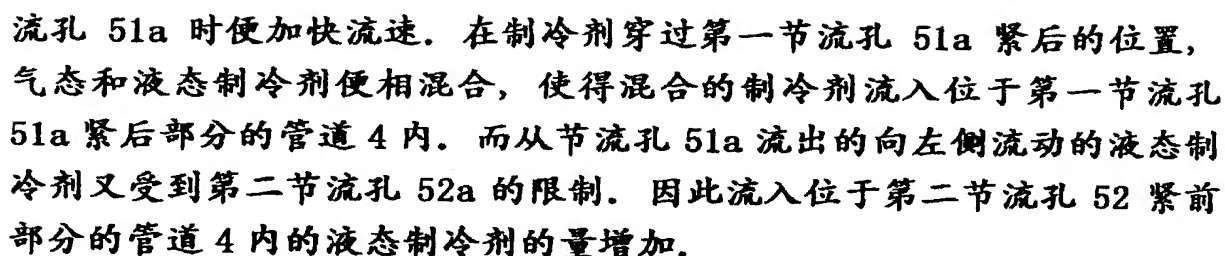 流孔 51a 时便加快流速．在制冷剂穿过第一节流孔 51a 紧后的位置，
气态和液态制冷剂便相混合，使得混合的制冷剂流入位于第一节流孔
51a 紧后部分的管道 4 内．而从节流孔 51a 流出的向左侧流动的液态制
冷剂又受到第二节流孔 52a 的限制．因此流入位于第二节流孔 52 紧前
部分的管道 4 内的液态制冷剂的量增加．